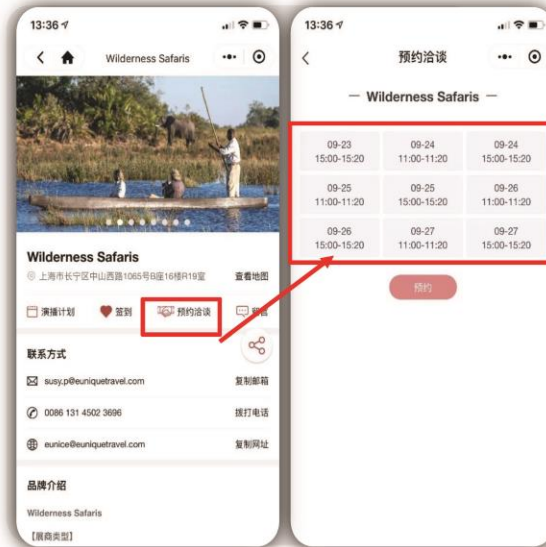 13:36
Wilderness Safaris
Wilderness Safaris
上海市长宁区中山西路1065号B座16楼R19室
查看地图
演播计划
签到
预约洽谈
联系方式
susy.p@euniquetravel.com
复制邮箱
0086 131 4502 3696
拨打电话
eunice@euniquetravel.com
复制网址
品牌介绍
Wilderness Safaris
【展商类型】
13:36
预约洽谈
— Wilderness Safaris —
09-23
15:00-15:20
09-24
11:00-11:20
09-24
15:00-15:20
09-25
11:00-11:20
09-25
15:00-15:20
09-26
11:00-11:20
09-26
15:00-15:20
09-27
11:00-11:20
09-27
15:00-15:20
预约